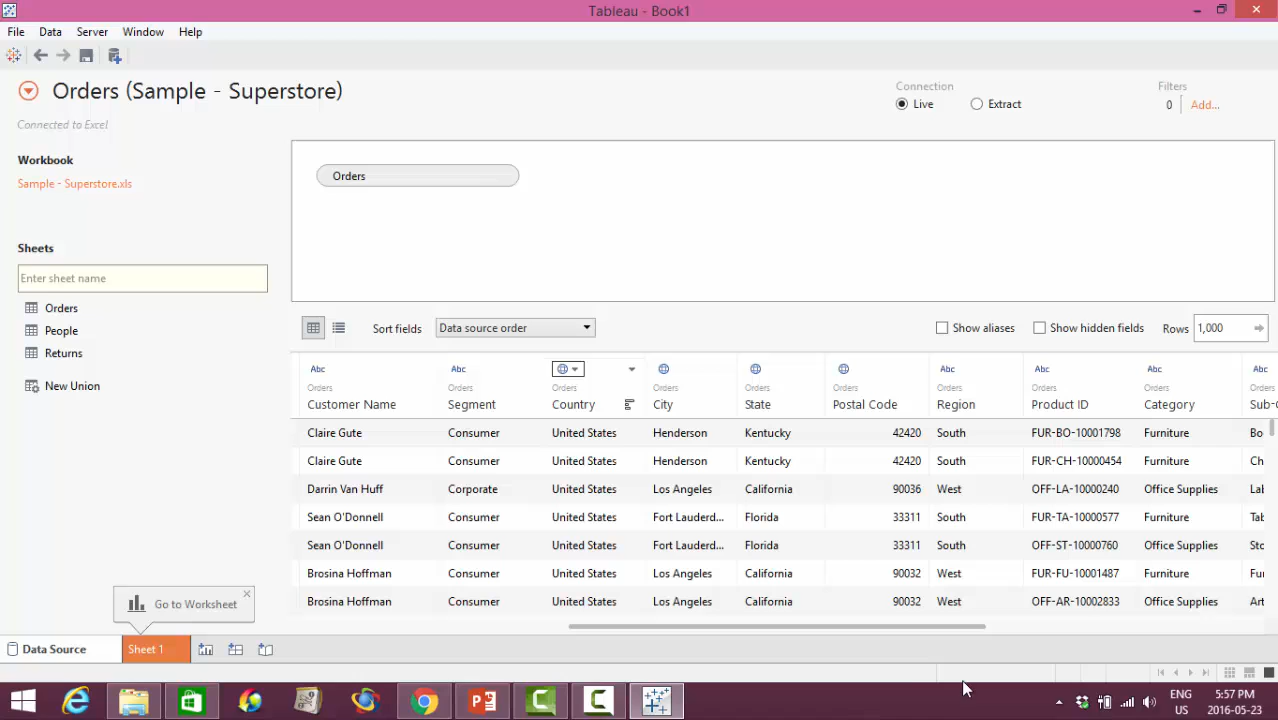 Tableau - Book1
File Data Server Window Help
Orders (Sample - Superstore)
Connection
Live Extract
Filters
0 Add...
Connected to Excel
Workbook
Sample - Superstore.xls
Orders
Sheets
Enter sheet name
Orders
People
Returns
New Union
Sort fields Data source order Show aliases Show hidden fields Rows 1,000
Abc Abc Abc Abc Abc Abc
Orders Orders Orders Orders Orders Orders Orders Orders Orders Orders
Customer Name Segment Country City State Postal Code Region Product ID Category Sub-C
Claire Gute Consumer United States Henderson Kentucky 42420 South FUR-BO-10001798 Furniture Bo
Claire Gute Consumer United States Henderson Kentucky 42420 South FUR-CH-10000454 Furniture Ch
Darrin Van Huff Corporate United States Los Angeles California 90036 West OFF-LA-10000240 Office Supplies Lab
Sean O'Donnell Consumer United States Fort Lauderd... Florida 33311 South FUR-TA-10000577 Furniture Tab
Sean O'Donnell Consumer United States Fort Lauderd... Florida 33311 South OFF-ST-10000760 Office Supplies Sto
Brosina Hoffman Consumer United States Los Angeles California 90032 West FUR-FU-10001487 Furniture Fur
Brosina Hoffman Consumer United States Los Angeles California 90032 West OFF-AR-10002833 Office Supplies Art
Go to Worksheet
Data Source Sheet 1
ENG
US
5:57 PM
2016-05-23